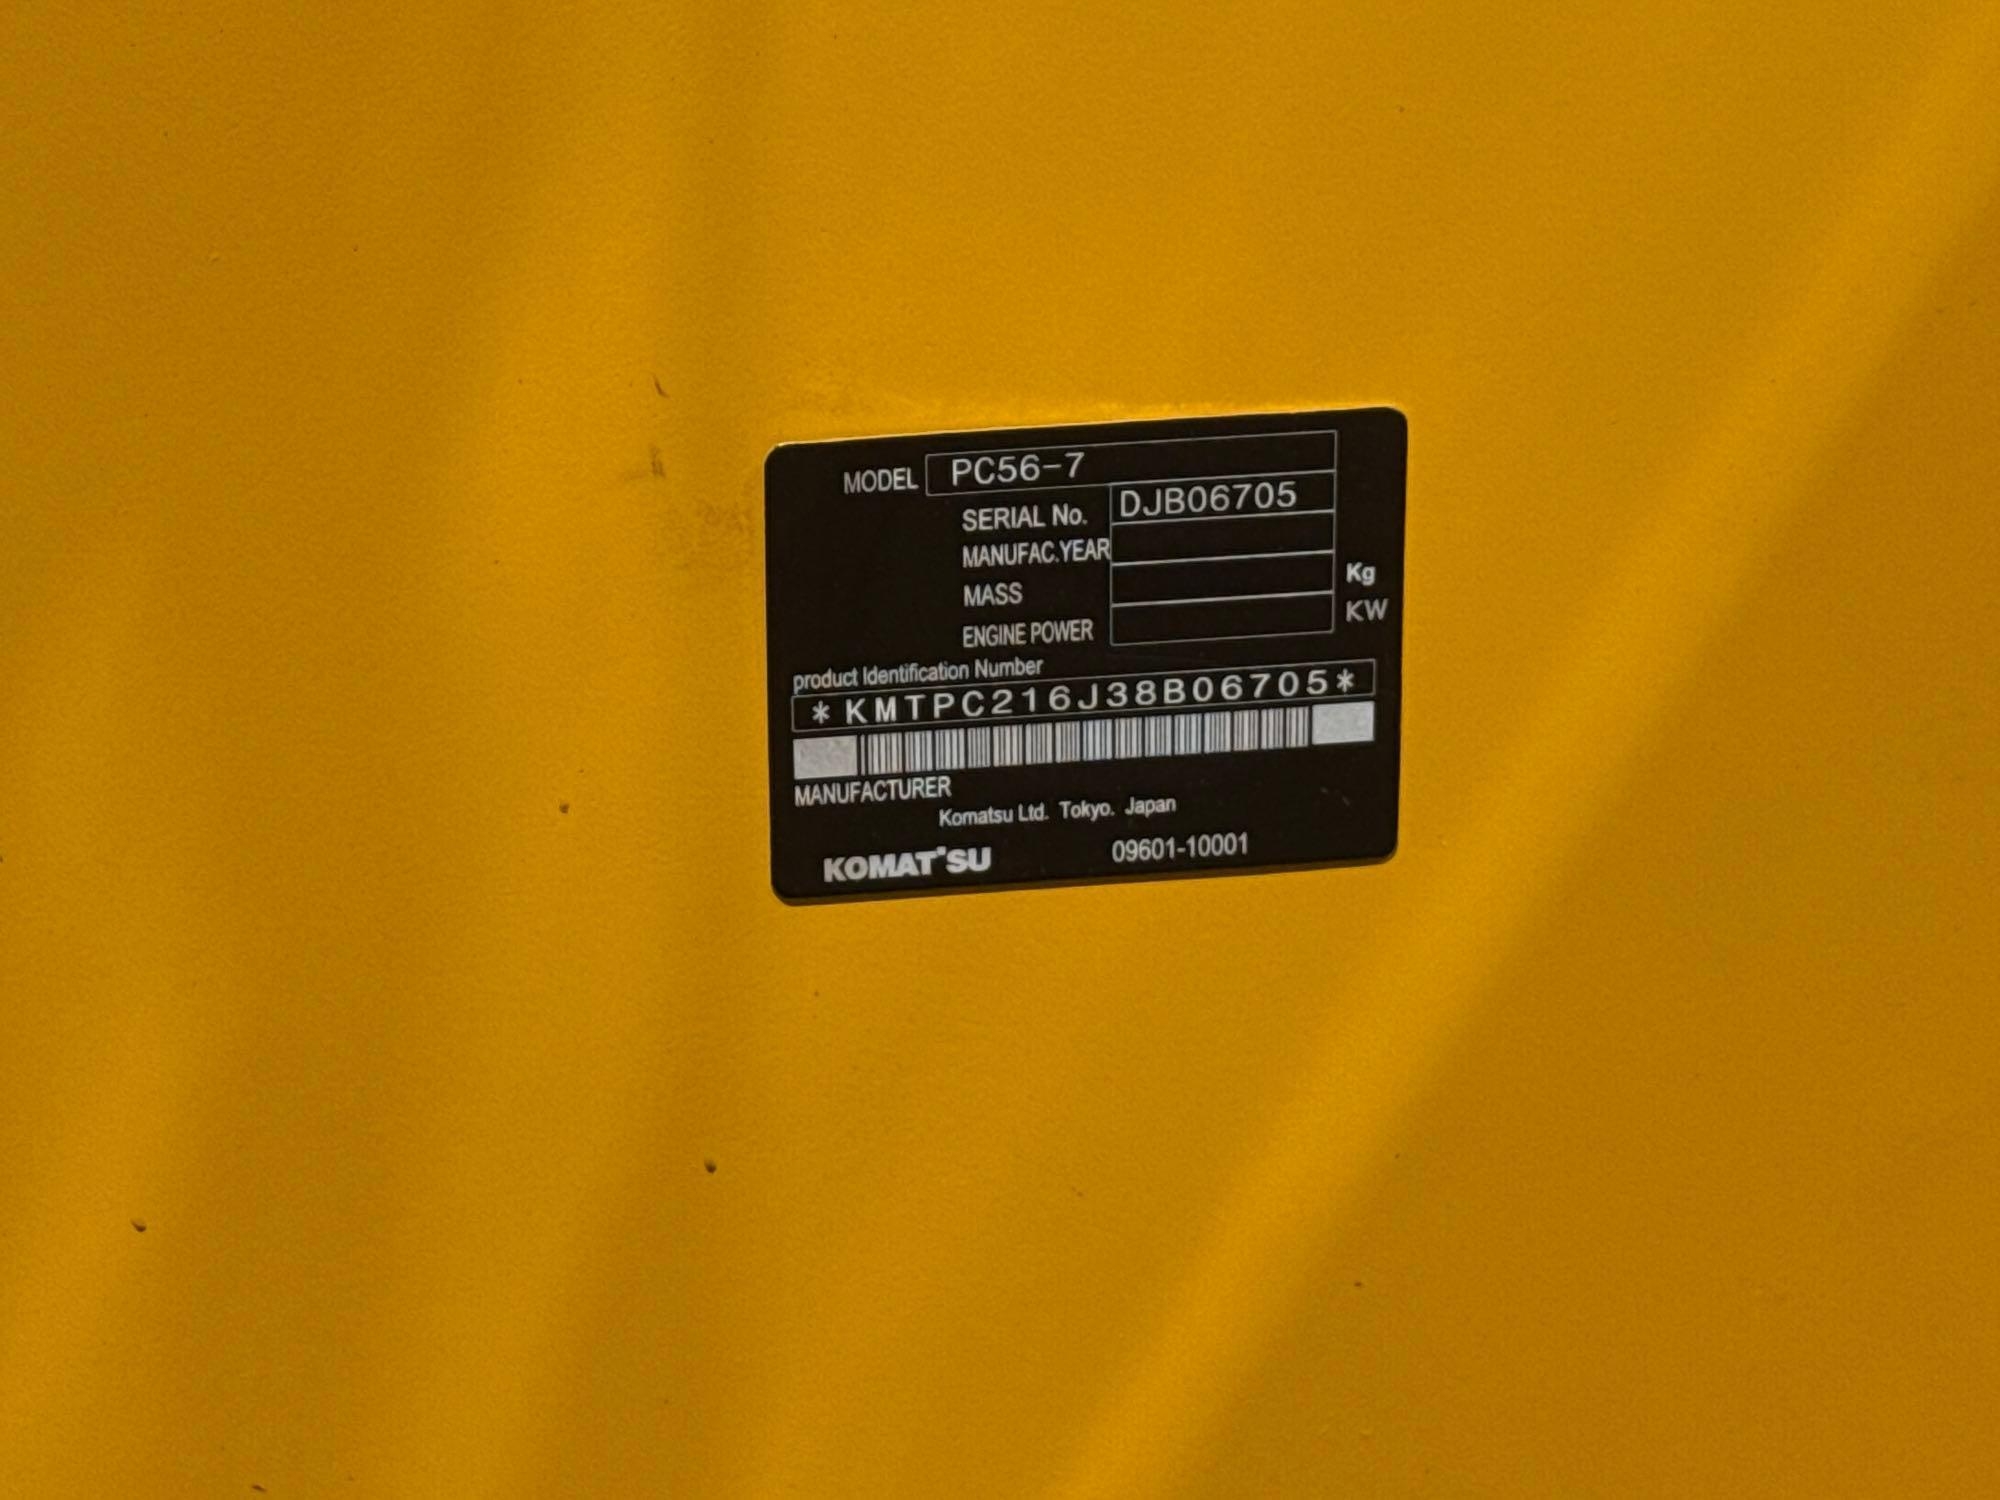 MODEL PC56-7
SERIAL No. DJB06705
MANUFAC.YEAR
MASS Kg
ENGINE POWER KW
product Identification Number
*KMTPC216J38B06705*
MANUFACTURER
Komatsu Ltd. Tokyo. Japan
KOMATSU 09601-10001